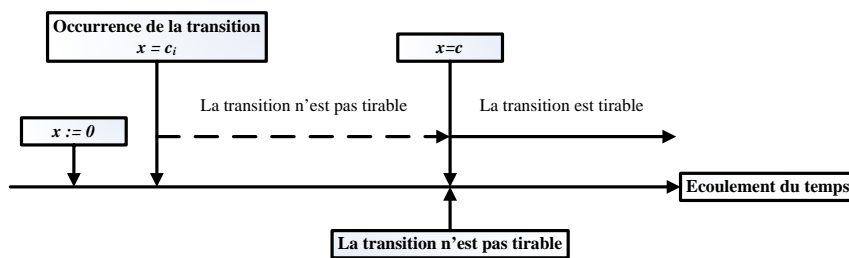 Occurrence de la transition
x = ci
x=c
La transition n'est pas tirable
La transition est tirable
x := 0
Ecoulement du temps
La transition n'est pas tirable